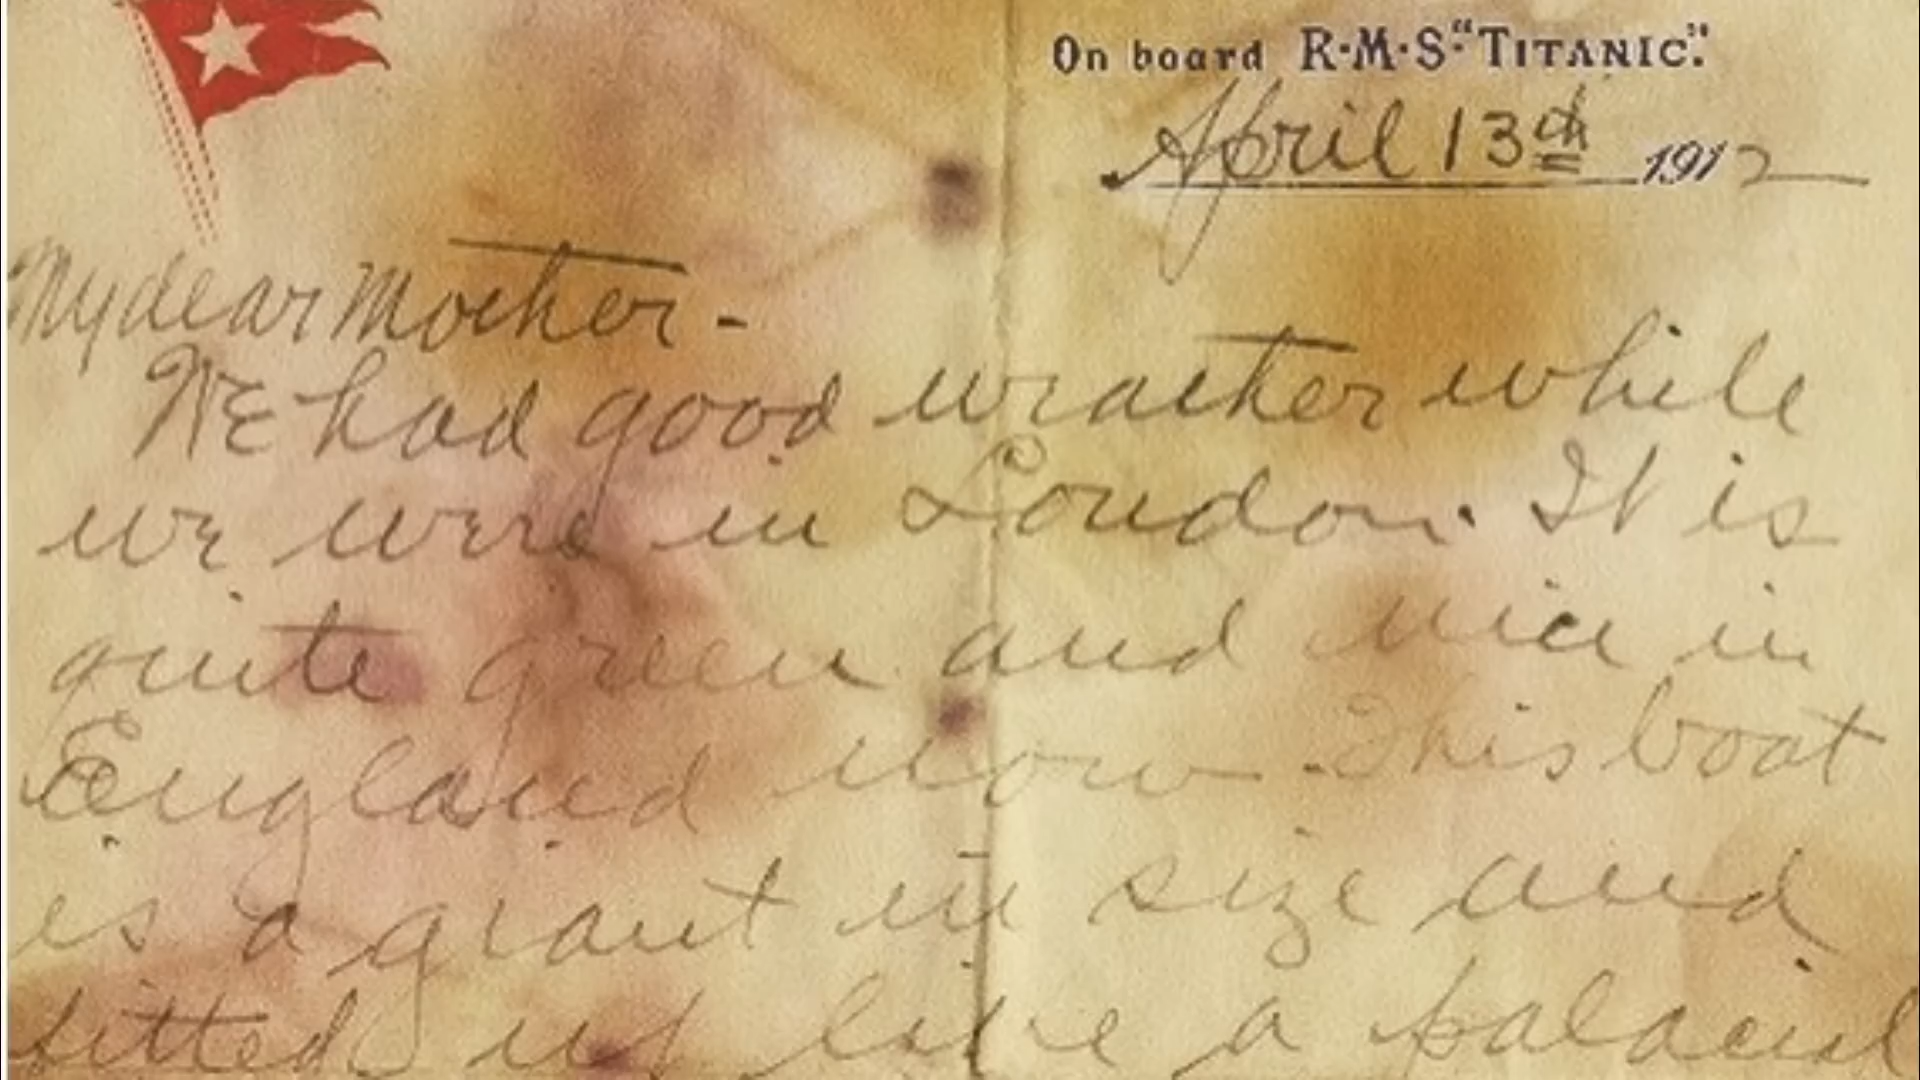 On board R·M·S·"TITANIC".
April 13th 1912
My dear Mother -
We had good weather while
we were in London. It is
quite green and nice in
England now. This boat
is a giant in size and
fitted up like a palacial